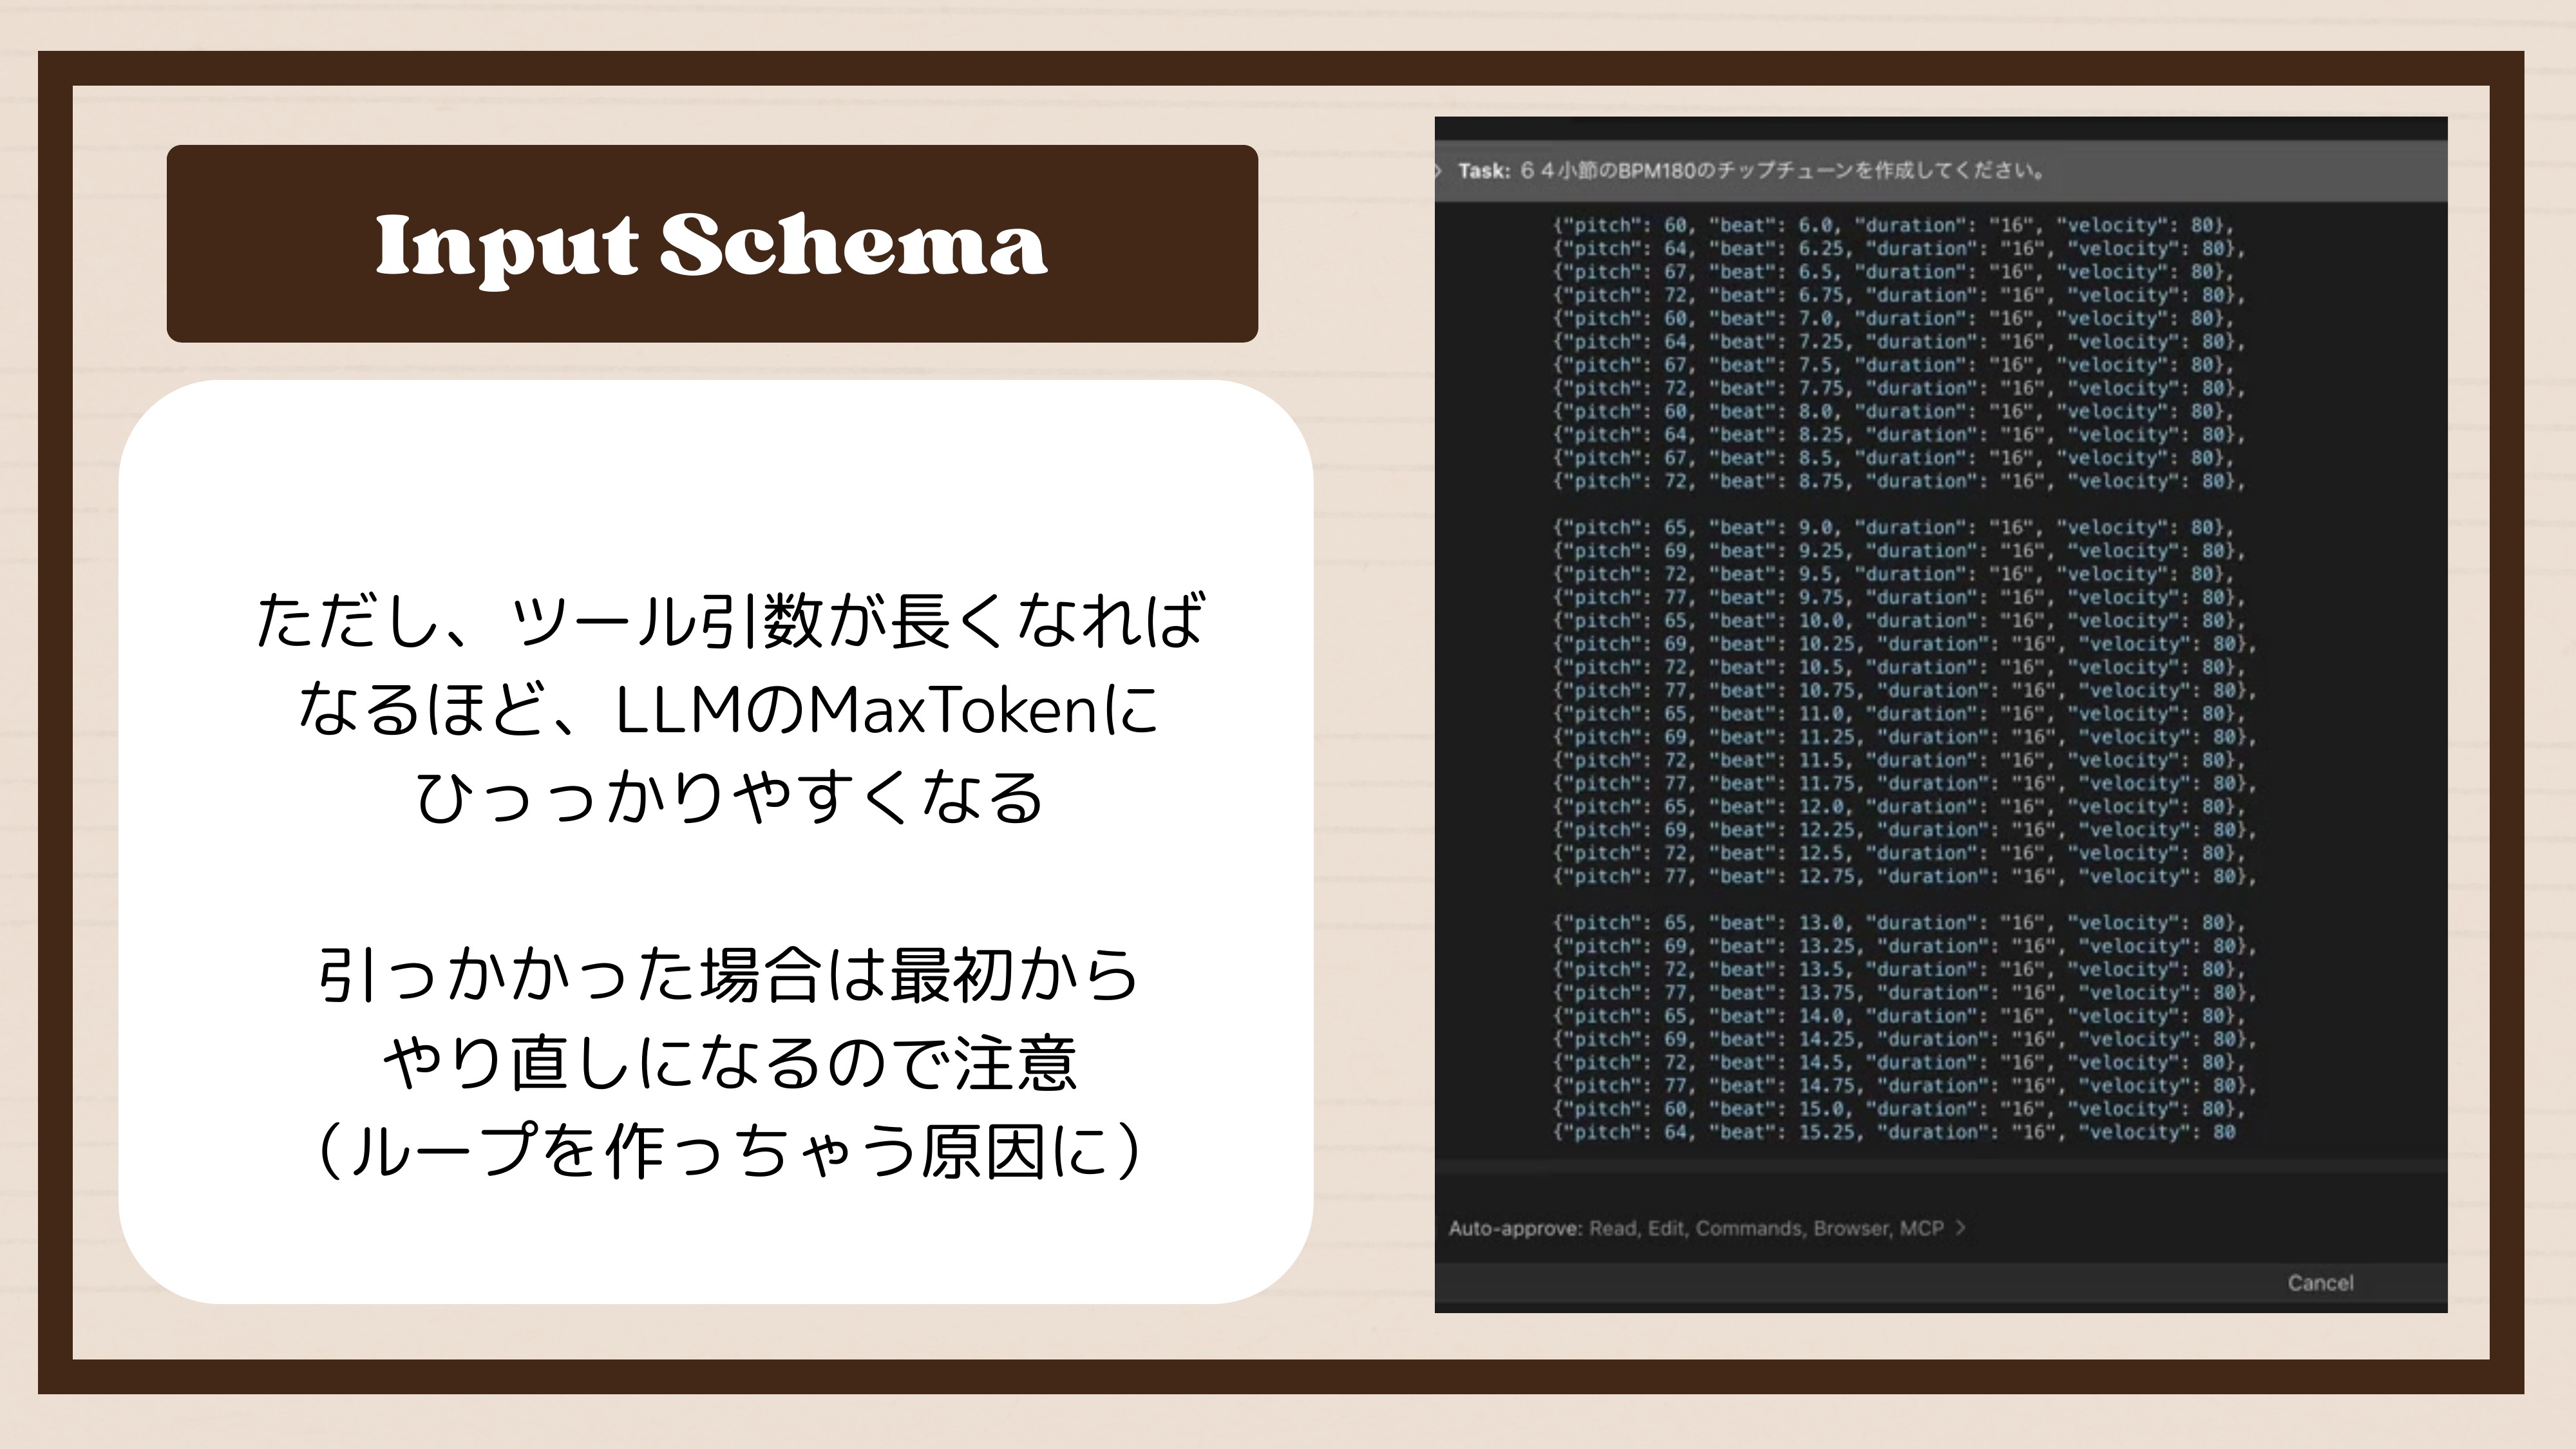 Input Schema
ただし、ツール引数が長くなれば
なるほど、LLMのMaxTokenに
ひっっかりやすくなる
引っかかった場合は最初から
やり直しになるので注意
（ループを作っちゃう原因に）
Task: ６４小節のBPM180のチップチューンを作成してください。
{"pitch": 60, "beat": 6.0, "duration": "16", "velocity": 80},
{"pitch": 64, "beat": 6.25, "duration": "16", "velocity": 80},
{"pitch": 67, "beat": 6.5, "duration": "16", "velocity": 80},
{"pitch": 72, "beat": 6.75, "duration": "16", "velocity": 80},
{"pitch": 60, "beat": 7.0, "duration": "16", "velocity": 80},
{"pitch": 64, "beat": 7.25, "duration": "16", "velocity": 80},
{"pitch": 67, "beat": 7.5, "duration": "16", "velocity": 80},
{"pitch": 72, "beat": 7.75, "duration": "16", "velocity": 80},
{"pitch": 60, "beat": 8.0, "duration": "16", "velocity": 80},
{"pitch": 64, "beat": 8.25, "duration": "16", "velocity": 80},
{"pitch": 67, "beat": 8.5, "duration": "16", "velocity": 80},
{"pitch": 72, "beat": 8.75, "duration": "16", "velocity": 80},
{"pitch": 65, "beat": 9.0, "duration": "16", "velocity": 80},
{"pitch": 69, "beat": 9.25, "duration": "16", "velocity": 80},
{"pitch": 72, "beat": 9.5, "duration": "16", "velocity": 80},
{"pitch": 77, "beat": 9.75, "duration": "16", "velocity": 80},
{"pitch": 65, "beat": 10.0, "duration": "16", "velocity": 80},
{"pitch": 69, "beat": 10.25, "duration": "16", "velocity": 80},
{"pitch": 72, "beat": 10.5, "duration": "16", "velocity": 80},
{"pitch": 77, "beat": 10.75, "duration": "16", "velocity": 80},
{"pitch": 65, "beat": 11.0, "duration": "16", "velocity": 80},
{"pitch": 69, "beat": 11.25, "duration": "16", "velocity": 80},
{"pitch": 72, "beat": 11.5, "duration": "16", "velocity": 80},
{"pitch": 77, "beat": 11.75, "duration": "16", "velocity": 80},
{"pitch": 65, "beat": 12.0, "duration": "16", "velocity": 80},
{"pitch": 69, "beat": 12.25, "duration": "16", "velocity": 80},
{"pitch": 72, "beat": 12.5, "duration": "16", "velocity": 80},
{"pitch": 77, "beat": 12.75, "duration": "16", "velocity": 80},
{"pitch": 65, "beat": 13.0, "duration": "16", "velocity": 80},
{"pitch": 69, "beat": 13.25, "duration": "16", "velocity": 80},
{"pitch": 72, "beat": 13.5, "duration": "16", "velocity": 80},
{"pitch": 77, "beat": 13.75, "duration": "16", "velocity": 80},
{"pitch": 65, "beat": 14.0, "duration": "16", "velocity": 80},
{"pitch": 69, "beat": 14.25, "duration": "16", "velocity": 80},
{"pitch": 72, "beat": 14.5, "duration": "16", "velocity": 80},
{"pitch": 77, "beat": 14.75, "duration": "16", "velocity": 80},
{"pitch": 60, "beat": 15.0, "duration": "16", "velocity": 80},
{"pitch": 64, "beat": 15.25, "duration": "16", "velocity": 80
Auto-approve: Read, Edit, Commands, Browser, MCP >
Cancel